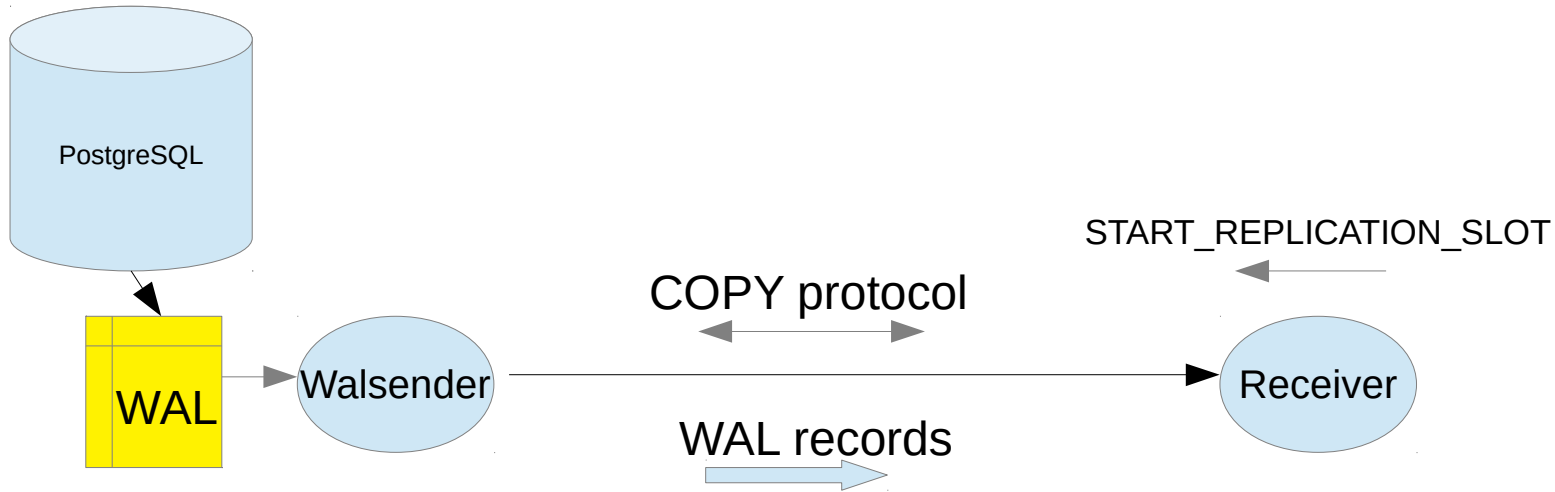 PostgreSQL
START_REPLICATION_SLOT
COPY protocol
WAL
Walsender
Receiver
WAL records